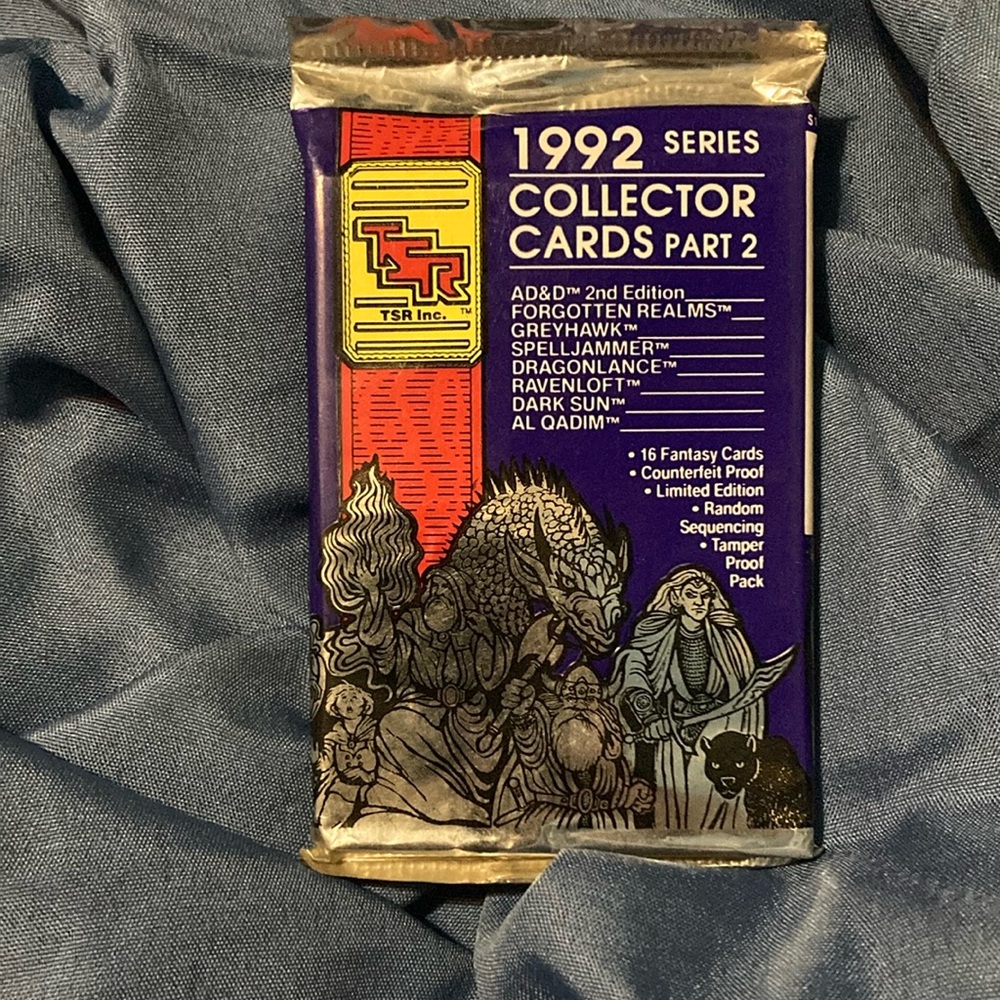 1992 SERIES
COLLECTOR
CARDS PART 2
TSR
TSR Inc.™
AD&D™ 2nd Edition
FORGOTTEN REALMS™
GREYHAWK™
SPELLJAMMER™
DRAGONLANCE™
RAVENLOFT™
DARK SUN™
AL QADIM™
• 16 Fantasy Cards
• Counterfeit Proof
• Limited Edition
• Random
Sequencing
• Tamper
Proof
Pack